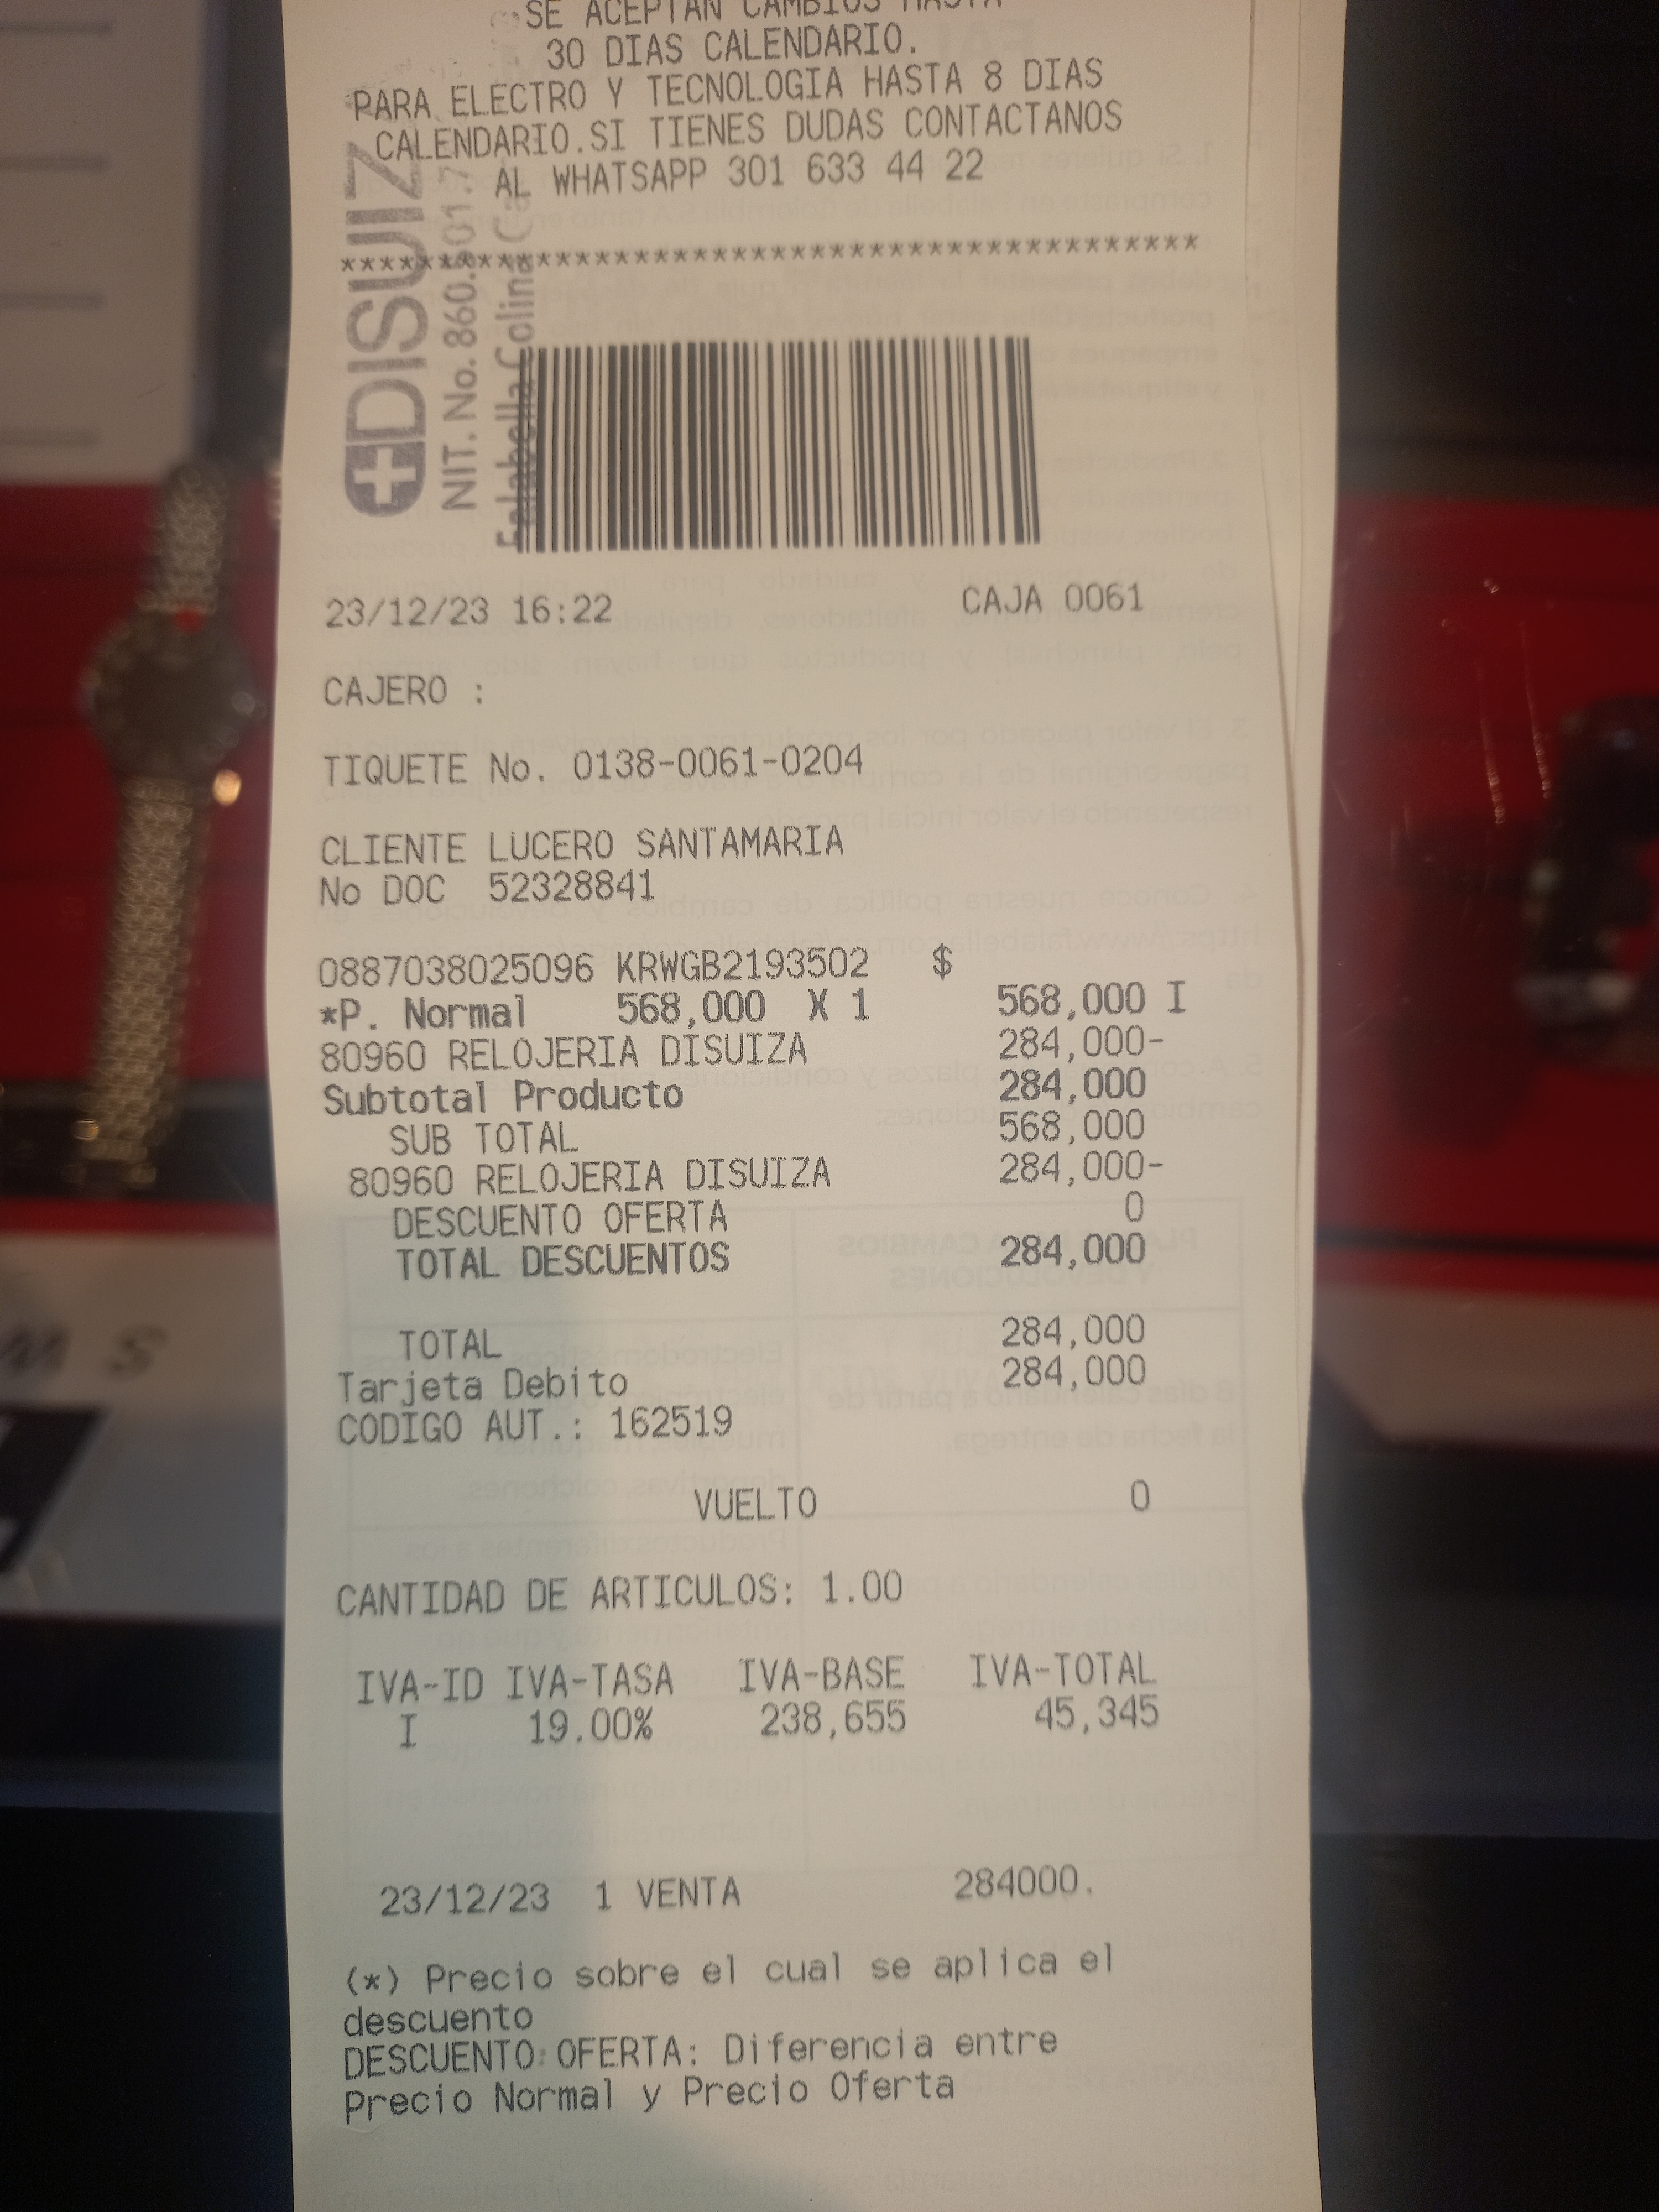 SE ACEPTAN CAMBIOS HASTA
30 DIAS CALENDARIO.
PARA ELECTRO Y TECNOLOGIA HASTA 8 DIAS
CALENDARIO.SI TIENES DUDAS CONTACTANOS
AL WHATSAPP 301 633 44 22
****************************************
DISUIZ
NIT. No. 860.
Falabella Colina
23/12/23 16:22 CAJA 0061
CAJERO :
TIQUETE No. 0138-0061-0204
CLIENTE LUCERO SANTAMARIA
No DOC 52328841
0887038025096 KRWGB2193502 $
*P. Normal 568,000 X 1 568,000 I
80960 RELOJERIA DISUIZA 284,000-
Subtotal Producto 284,000
SUB TOTAL 568,000
80960 RELOJERIA DISUIZA 284,000-
DESCUENTO OFERTA 0
TOTAL DESCUENTOS 284,000
TOTAL 284,000
Tarjeta Debito 284,000
CODIGO AUT.: 162519
VUELTO 0
CANTIDAD DE ARTICULOS: 1.00
IVA-ID IVA-TASA IVA-BASE IVA-TOTAL
I 19.00% 238,655 45,345
23/12/23 1 VENTA 284000.
(*) Precio sobre el cual se aplica el
descuento
DESCUENTO OFERTA: Diferencia entre
Precio Normal y Precio Oferta
M S